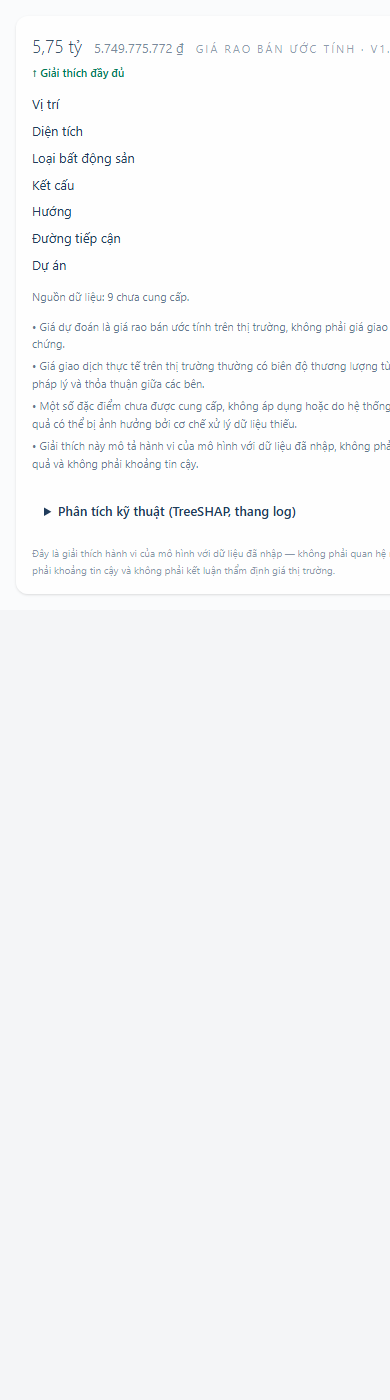 5,75 tỷ 5.749.775.772 ₫ GIÁ RAO BÁN ƯỚC TÍNH · V1.
↑ Giải thích đầy đủ
Vị trí
Diện tích
Loại bất động sản
Kết cấu
Hướng
Đường tiếp cận
Dự án
Nguồn dữ liệu: 9 chưa cung cấp.
• Giá dự đoán là giá rao bán ước tính trên thị trường, không phải giá giao
chứng.
• Giá giao dịch thực tế trên thị trường thường có biên độ thương lượng từ
pháp lý và thỏa thuận giữa các bên.
• Một số đặc điểm chưa được cung cấp, không áp dụng hoặc do hệ thống
quả có thể bị ảnh hưởng bởi cơ chế xử lý dữ liệu thiếu.
• Giải thích này mô tả hành vi của mô hình với dữ liệu đã nhập, không phả
quả và không phải khoảng tin cậy.
▶ Phân tích kỹ thuật (TreeSHAP, thang log)
Đây là giải thích hành vi của mô hình với dữ liệu đã nhập — không phải quan hệ
phải khoảng tin cậy và không phải kết luận thẩm định giá thị trường.